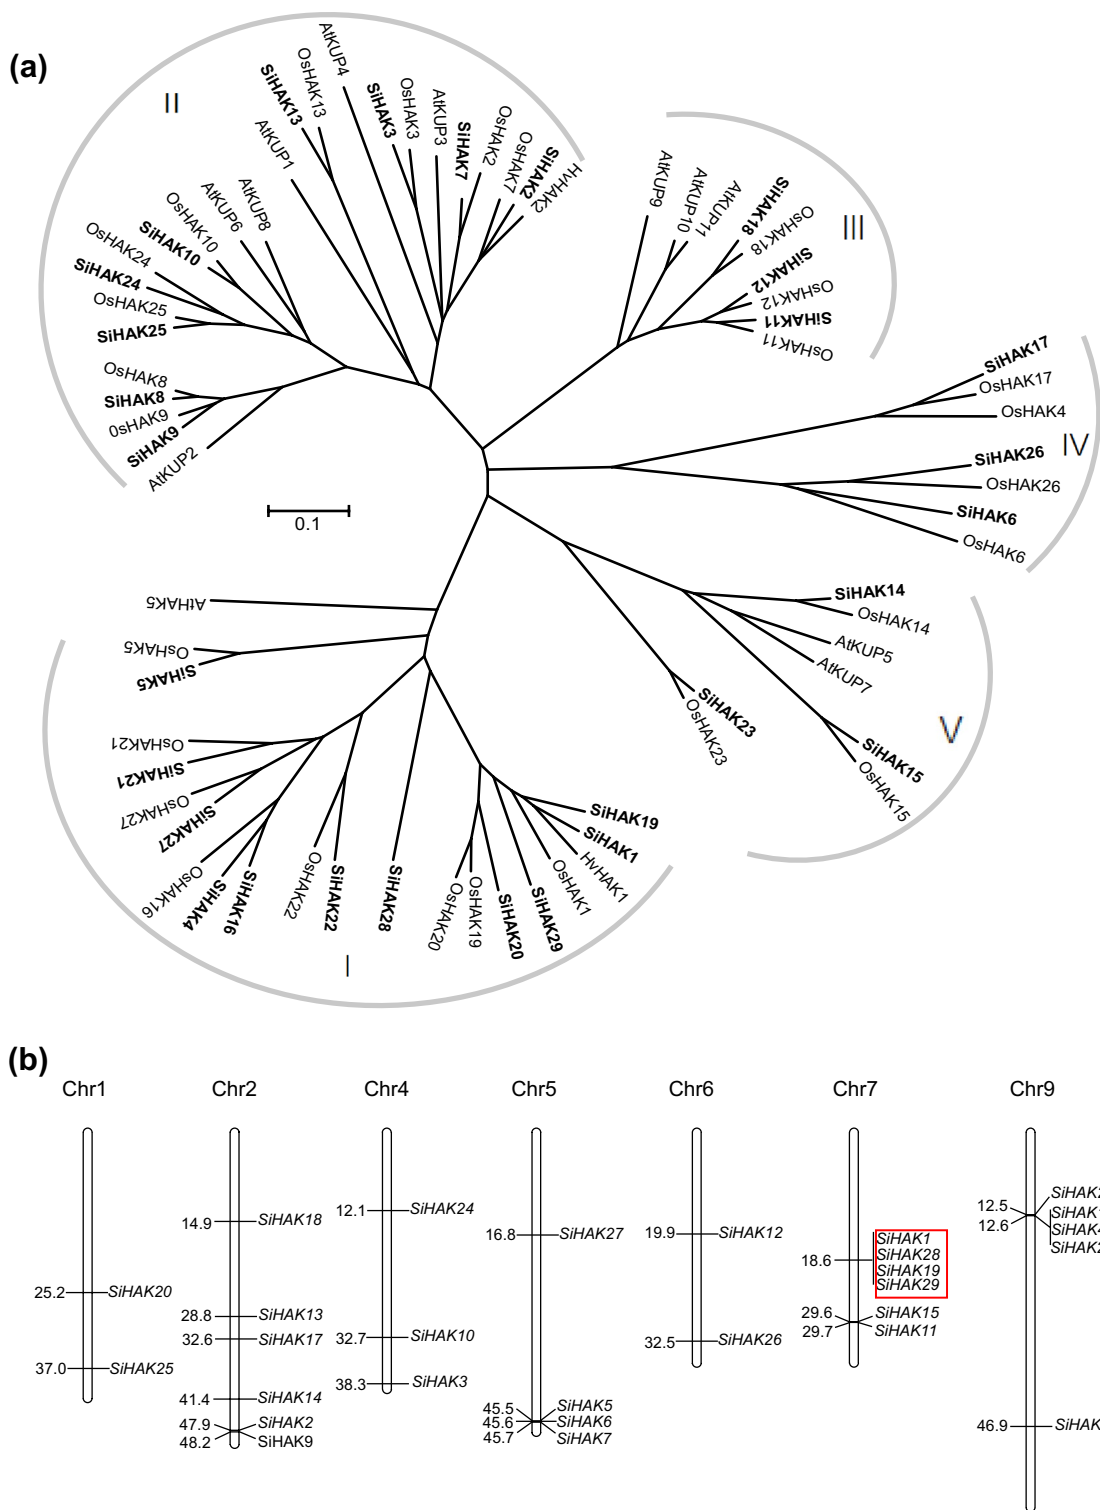 (a)
II
AtKUP4
OsHAK13
SiHAK13
AtKUP1
SiHAK3
OsHAK3
AtKUP3
SiHAK7
OsHAK2
OsHAK7
SiHAK2
HvHAK2
AtKUP8
AtKUP6
OsHAK10
SiHAK10
OsHAK24
SiHAK24
OsHAK25
SiHAK25
OsHAK8
SiHAK8
0sHAK9
SiHAK9
AtKUP2
0.1
III
AtKUP9
AtKUP10
AtKUP11
SiHAK18
OsHAK18
SiHAK12
OsHAK12
SiHAK11
OsHAK11
IV
SiHAK17
OsHAK17
OsHAK4
SiHAK26
OsHAK26
SiHAK6
OsHAK6
V
SiHAK14
OsHAK14
AtKUP5
AtKUP7
SiHAK15
OsHAK15
SiHAK23
OsHAK23
AtHAK5
OsHAK5
SiHAK5
OsHAK21
SiHAK21
OsHAK27
SiHAK27
OsHAK16
SiHAK4
SiHAK16
OsHAK22
SiHAK22
SiHAK28
OsHAK20
OsHAK19
SiHAK20
SiHAK29
OsHAK1
HvHAK1
SiHAK1
SiHAK19
I
(b)
Chr1
25.2 SiHAK20
37.0 SiHAK25
Chr2
14.9 SiHAK18
28.8 SiHAK13
32.6 SiHAK17
41.4 SiHAK14
47.9 SiHAK2
48.2 SiHAK9
Chr4
12.1 SiHAK24
32.7 SiHAK10
38.3 SiHAK3
Chr5
16.8 SiHAK27
45.5 SiHAK5
45.6 SiHAK6
45.7 SiHAK7
Chr6
19.9 SiHAK12
32.5 SiHAK26
Chr7
18.6 SiHAK1
SiHAK28
SiHAK19
SiHAK29
29.6 SiHAK15
29.7 SiHAK11
Chr9
12.5
12.6
46.9